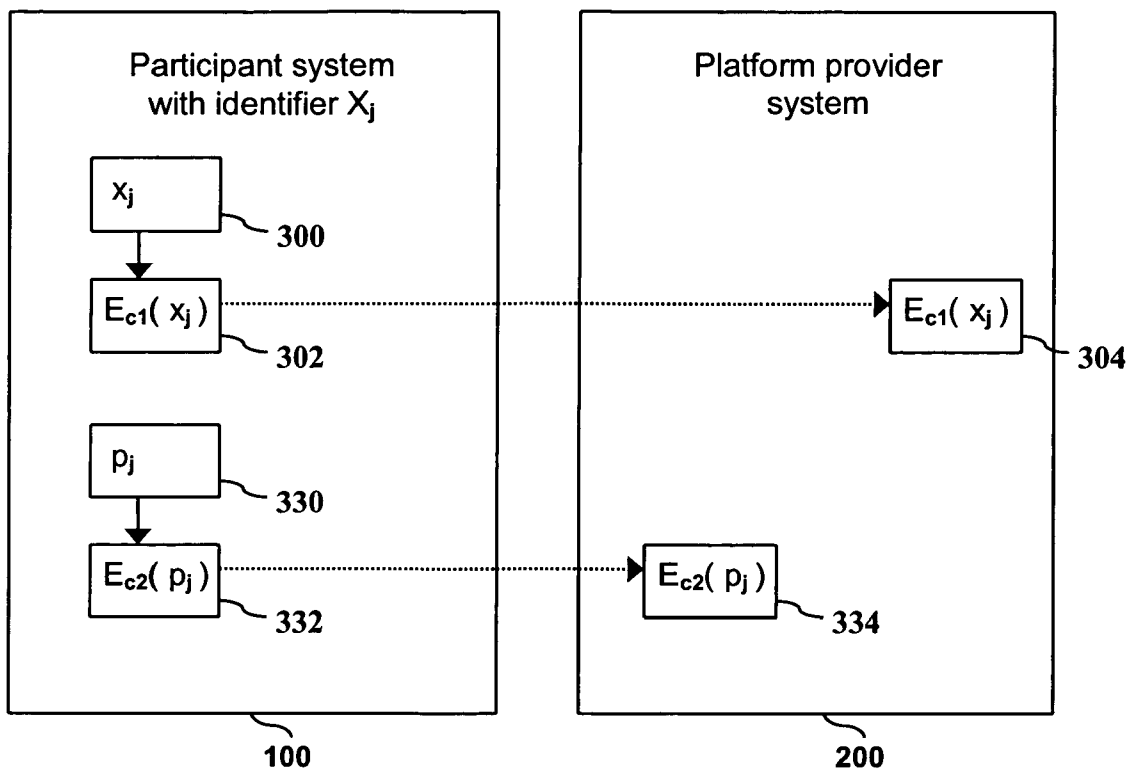 Participant system
with identifier Xj
Platform provider
system
xj
300
Ec1( xj )
302
Ec1( xj )
304
pj
330
Ec2( pj )
332
Ec2( pj )
334
100
200